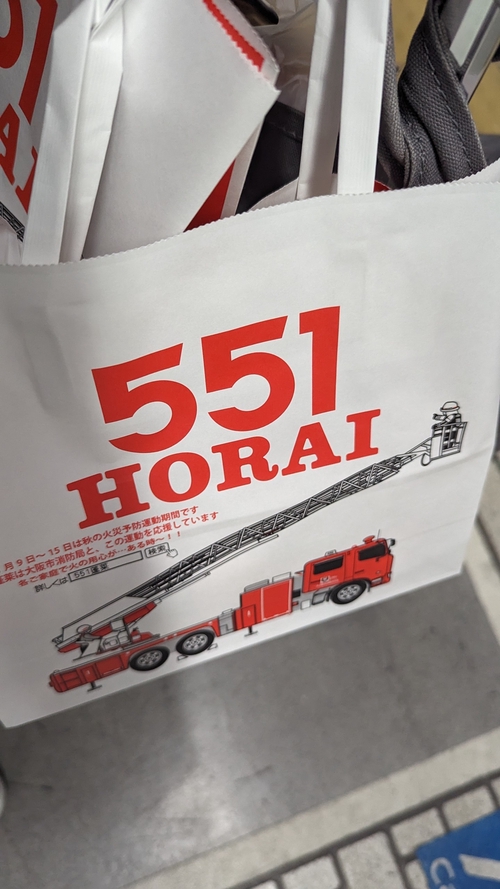 551
HORAI
月9日~15日は秋の火災予防運動期間です
莱は大阪市消防局と、この運動を応援しています
各ご家庭で火の用心が…ある時~!!
詳しくは 551蓬莱 検索